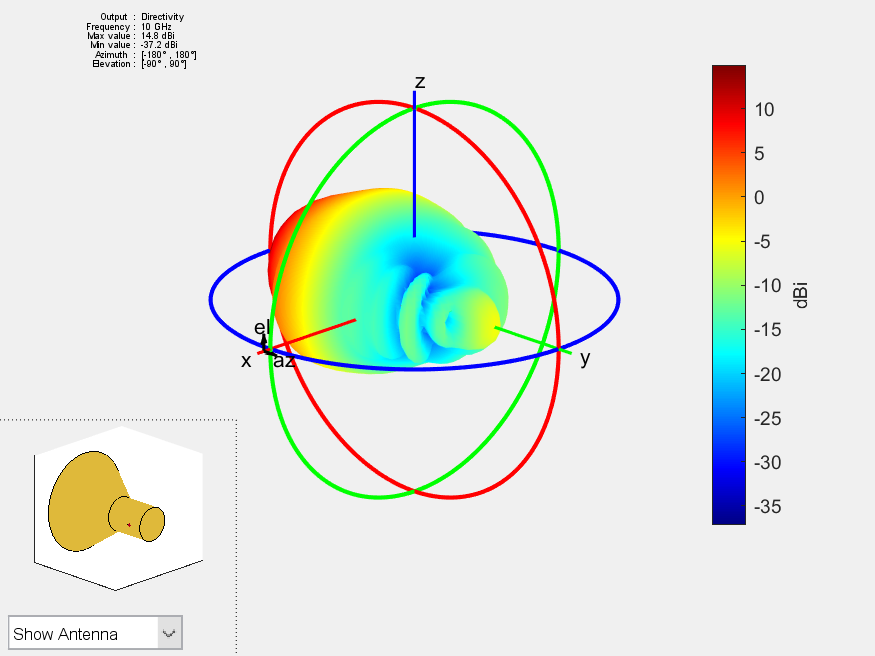 Output : Directivity
Frequency : 10 GHz
Max value : 14.8 dBi
Min value : -37.2 dBi
Azimuth : [-180° , 180°]
Elevation : [-90° , 90°]
z
10
5
0
-5
-10
-15
-20
-25
-30
-35
dBi
el
x
az
y
Show Antenna